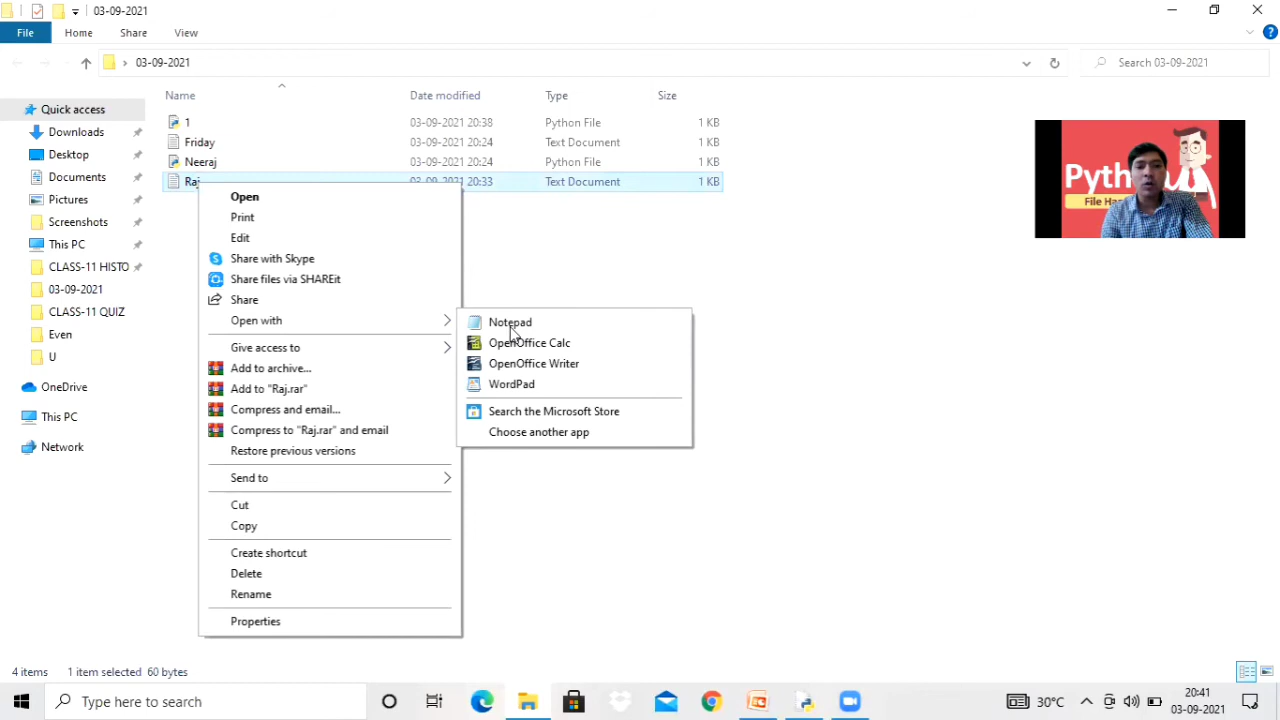 03-09-2021
File Home Share View
03-09-2021
Search 03-09-2021
Name Date modified Type Size
Quick access
Downloads
Desktop
Documents
Pictures
Screenshots
This PC
CLASS-11 HISTO
03-09-2021
CLASS-11 QUIZ
Even
U
OneDrive
This PC
Network
1 03-09-2021 20:38 Python File 1 KB
Friday 03-09-2021 20:24 Text Document 1 KB
Neeraj 03-09-2021 20:24 Python File 1 KB
Raj 03-09-2021 20:33 Text Document 1 KB
Open
Print
Edit
Share with Skype
Share files via SHAREit
Share
Open with
Give access to
Add to archive...
Add to "Raj.rar"
Compress and email...
Compress to "Raj.rar" and email
Restore previous versions
Send to
Cut
Copy
Create shortcut
Delete
Rename
Properties
Notepad
OpenOffice Calc
OpenOffice Writer
WordPad
Search the Microsoft Store
Choose another app
File
4 items 1 item selected 60 bytes
Type here to search
30°C
20:41
03-09-2021